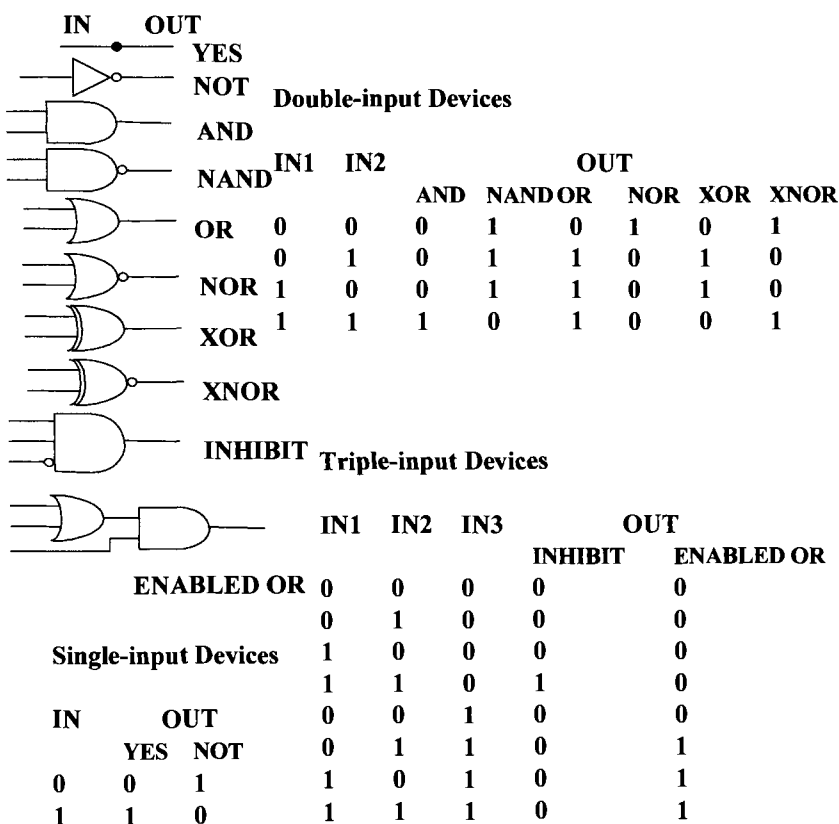 IN OUT
YES
NOT
AND
NAND
OR
NOR
XOR
XNOR
INHIBIT
ENABLED OR
Double-input Devices
IN1 IN2 OUT
AND NAND OR NOR XOR XNOR
0 0 0 1 0 1 0 1
0 1 0 1 1 0 1 0
1 0 0 1 1 0 1 0
1 1 1 0 1 0 0 1
Triple-input Devices
IN1 IN2 IN3 OUT
INHIBIT ENABLED OR
0 0 0 0 0
0 1 0 0 0
1 0 0 0 0
1 1 0 1 0
0 0 1 0 0
0 1 1 0 1
1 0 1 0 1
1 1 1 0 1
Single-input Devices
IN OUT
YES NOT
0 0 1
1 1 0